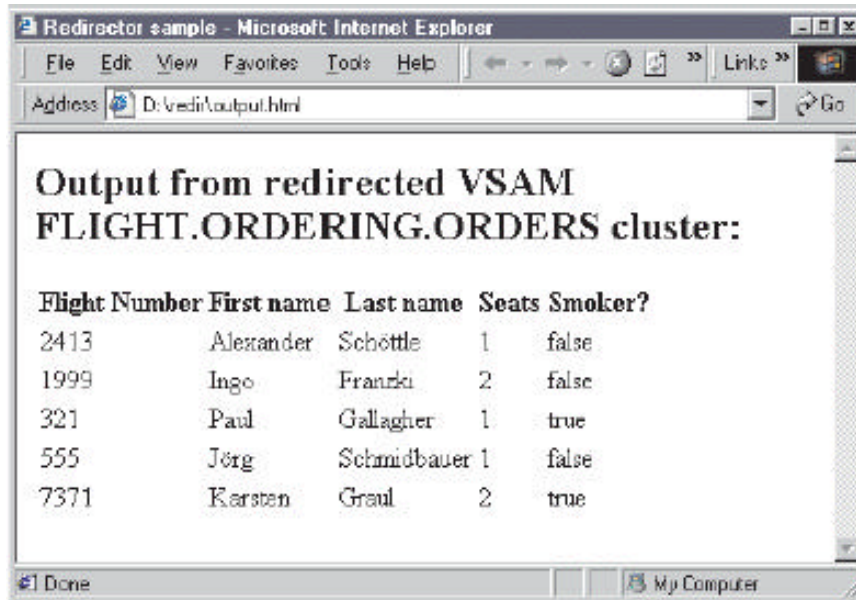 Redirector sample - Microsoft Internet Explorer
File Edit View Favorites Tools Help » Links »
Address D:\redir\output.html Go
Output from redirected VSAM
FLIGHT.ORDERING.ORDERS cluster:
Flight Number First name Last name Seats Smoker?
2413 Alexander Schöttle 1 false
1999 Ingo Franzki 2 false
321 Paul Gallagher 1 true
555 Jörg Schmidbauer 1 false
7371 Karsten Graul 2 true
Done My Computer